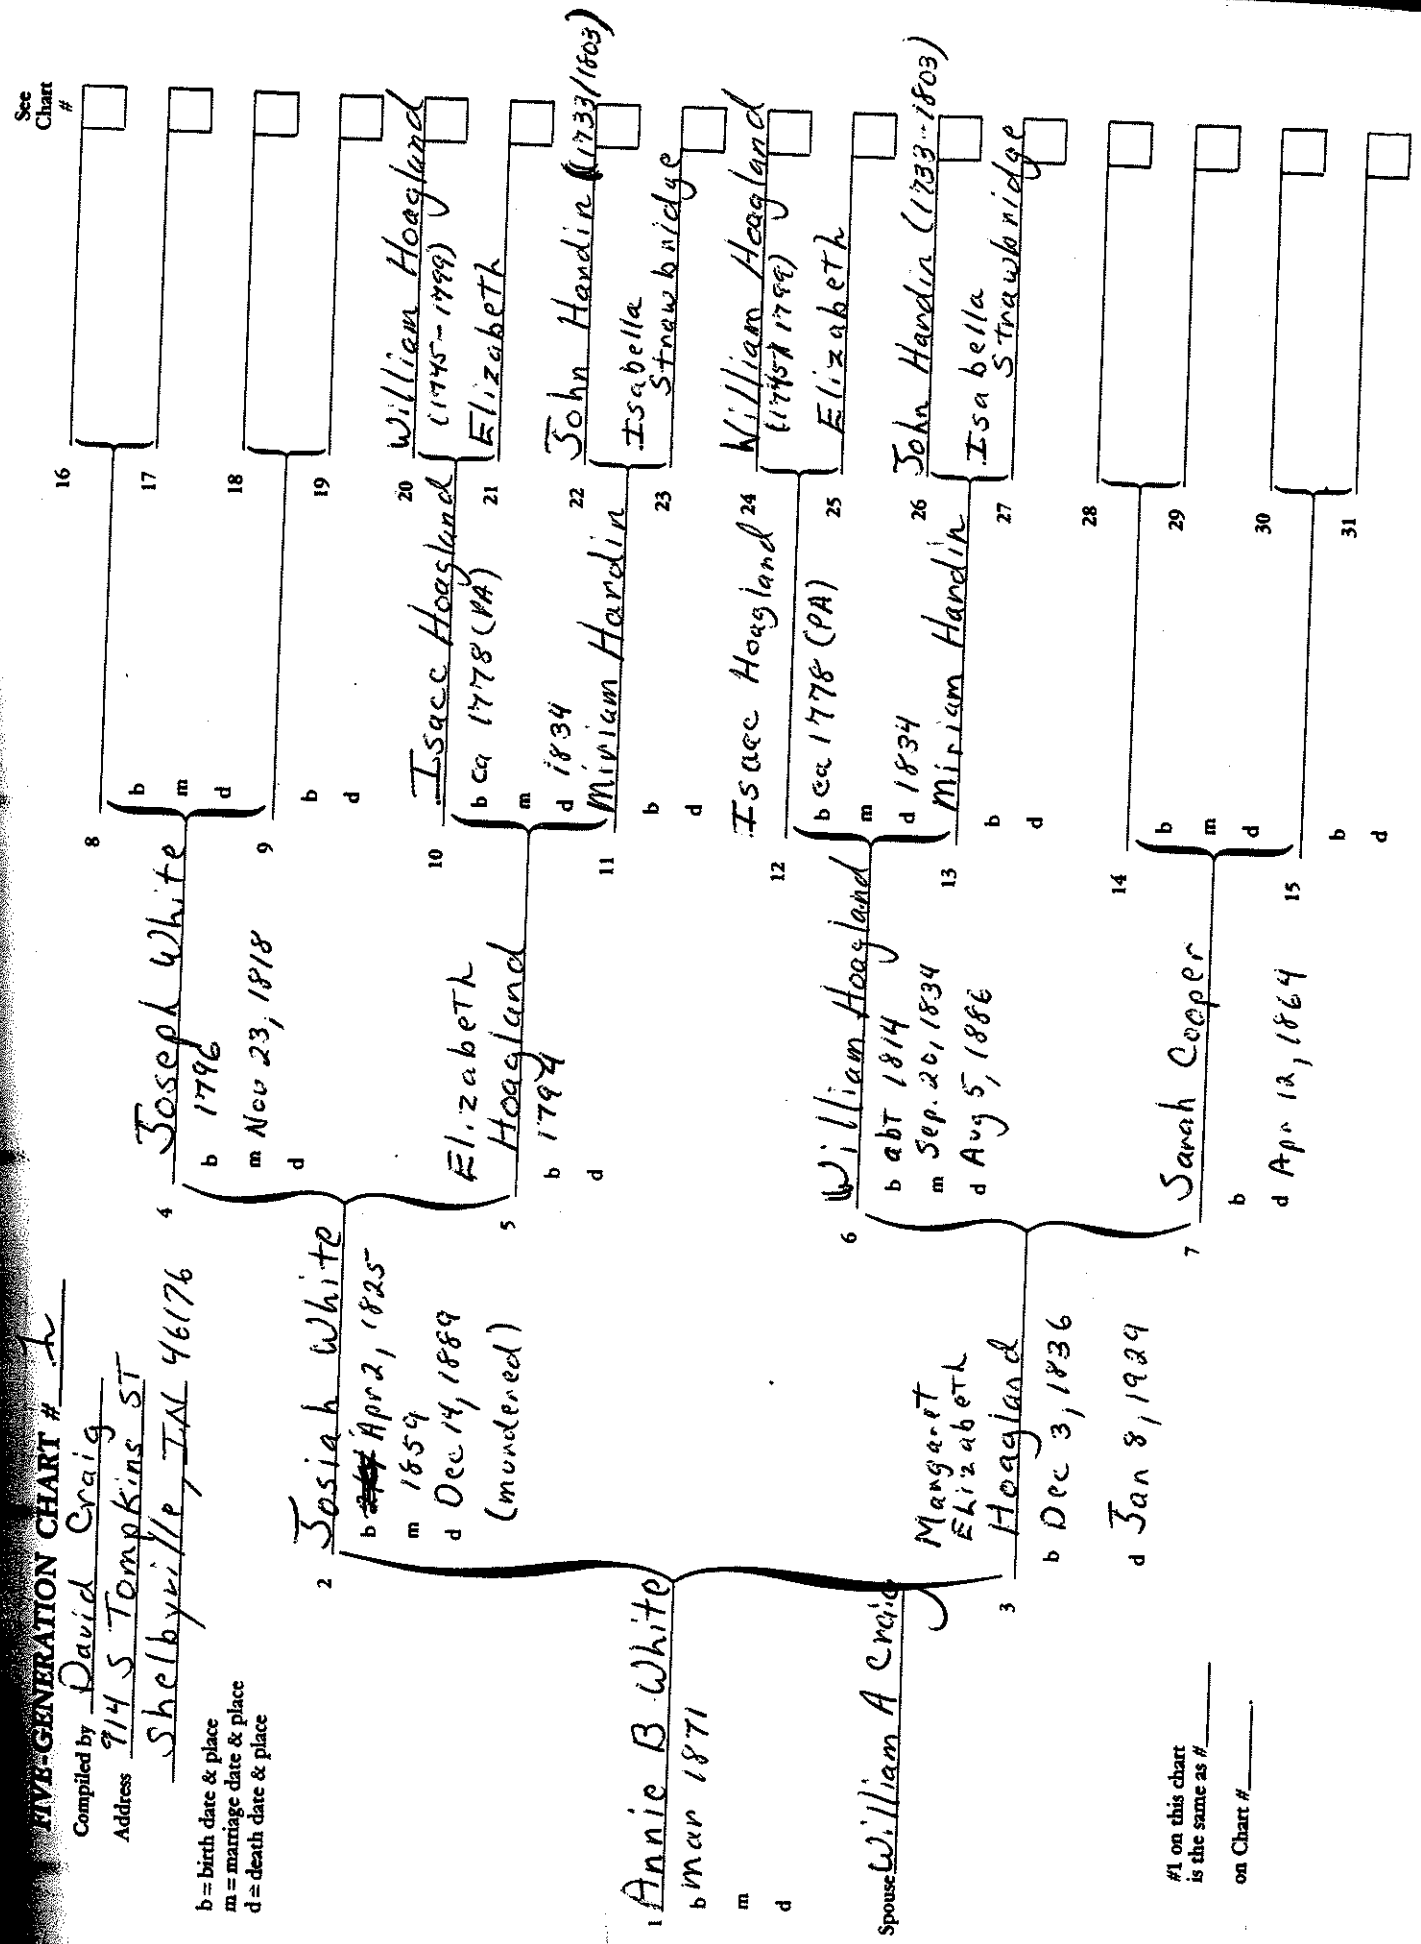 FIVE-GENERATION CHART #
Compiled by David Craig
Address 914 S Tompkins ST
Shelbyville, IN 46176
b = birth date & place
m = marriage date & place
d = death date & place
1 Annie B White
b Mar 1871
m
d
Spouse William A Craig
#1 on this chart
is the same as #
on Chart #
2 Josiah White
b Apr 2, 1825
m 1859
d Dec 14, 1889
(murdered)
3 Margaret
Elizabeth
Hoagland
b Dec 3, 1836
d Jan 8, 1929
4 Joseph White
b 1796
m Nov 23, 1818
d
5 Elizabeth
Hoagland
b 1794
d
6 William Hoagland
b abt 1814
m Sep. 20, 1834
d Aug 5, 1886
7 Sarah Cooper
b
d Apr 12, 1864
8
b
m
d
9
b
d
10 Isacc Hoagland
b ca 1778 (PA)
m
d 1834
11 Miriam Hardin
b
d
12 Isaac Hoagland
b ca 1778 (PA)
m
d 1834
13 Miriam Hardin
b
d
14
b
m
d
15
b
d
See
Chart
#
16
17
18
19
20 William Hoagland
(1745-1799)
21 Elizabeth
22 John Hardin (1733/1803)
23 Isabella
Strawbridge
24 William Hoagland
(1745/1799)
25 Elizabeth
26 John Hardin (1733-1803)
27 Isabella
Strawbridge
28
29
30
31